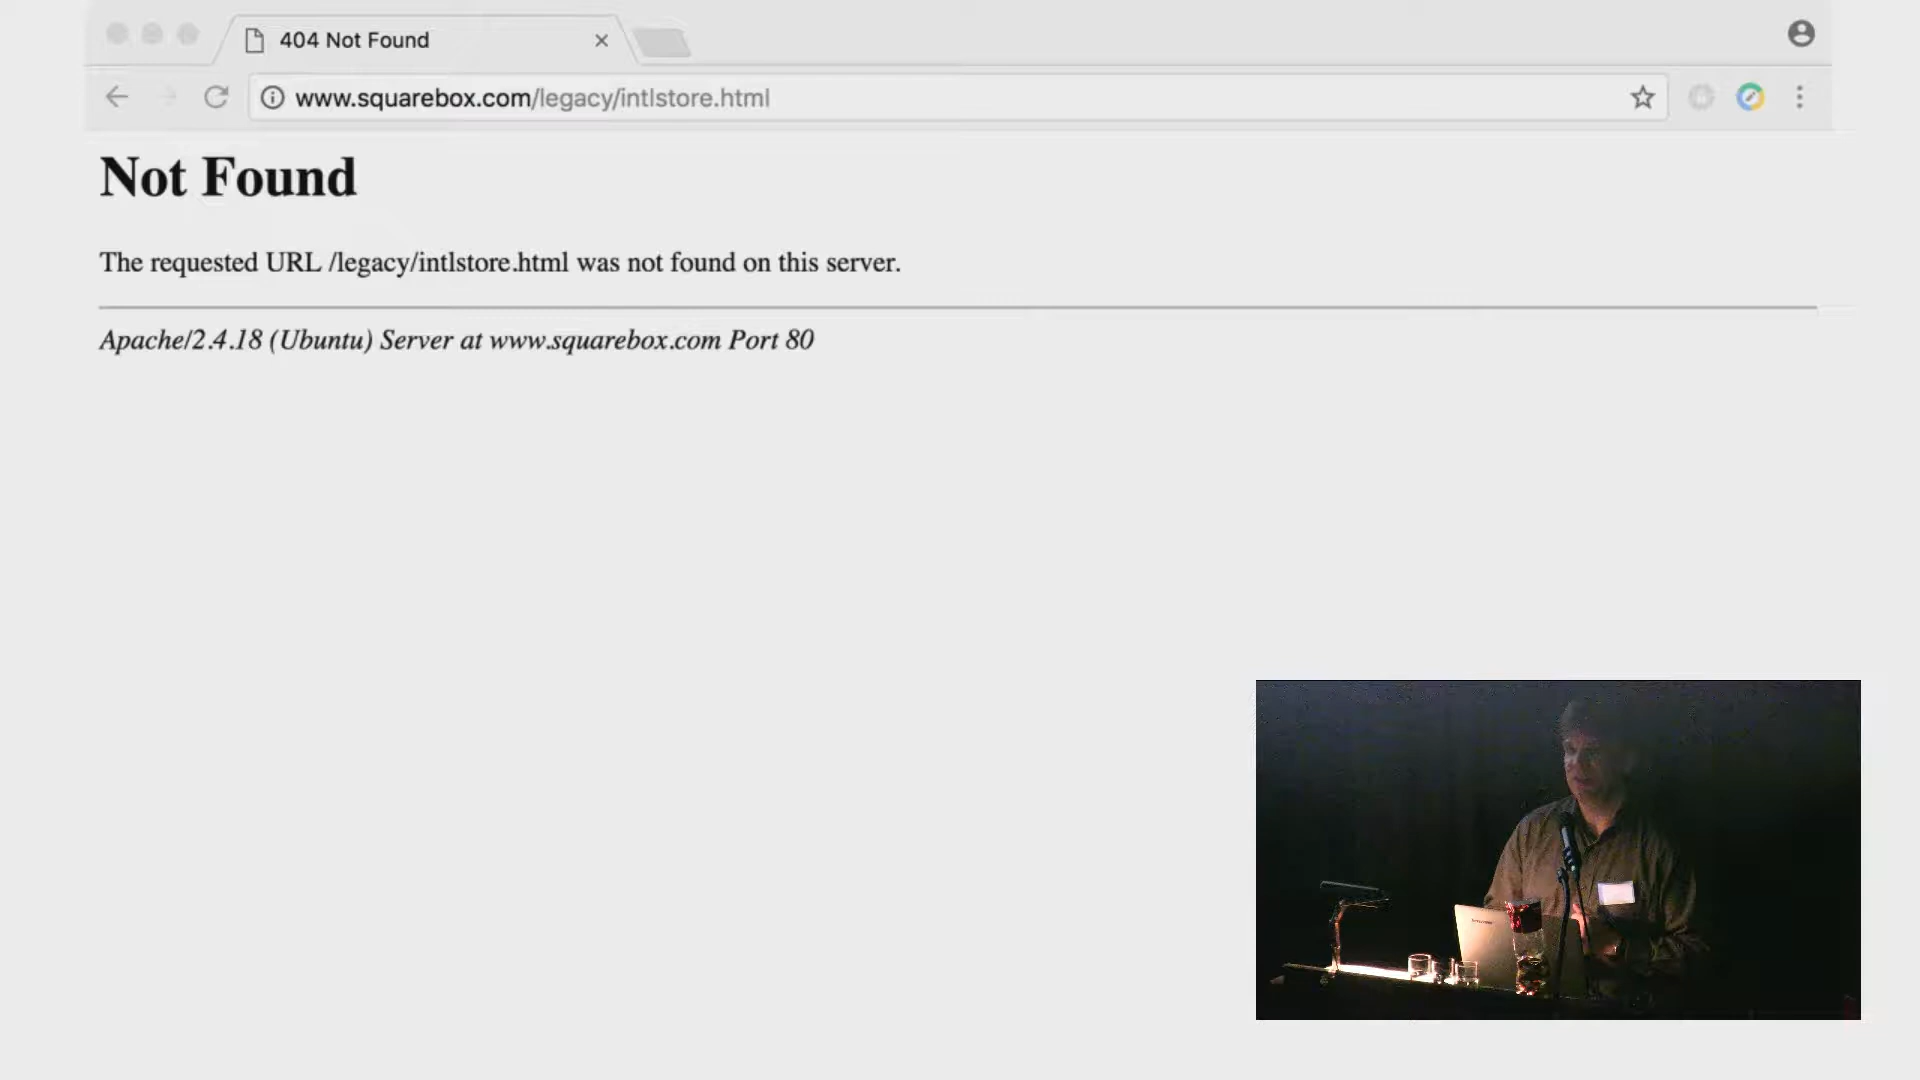 404 Not Found
www.squarebox.com/legacy/intlstore.html
Not Found
The requested URL /legacy/intlstore.html was not found on this server.
Apache/2.4.18 (Ubuntu) Server at www.squarebox.com Port 80